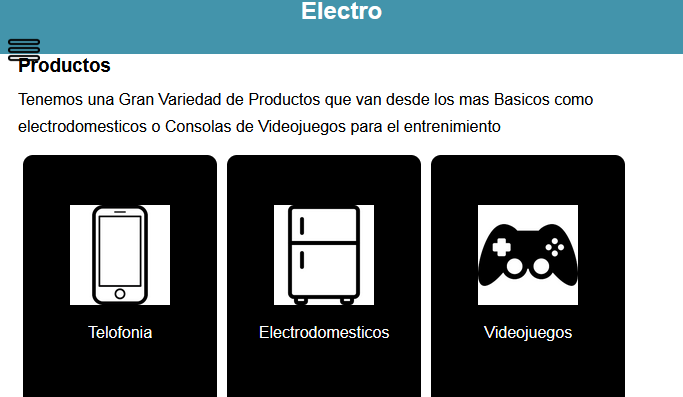 Electro
Productos
Tenemos una Gran Variedad de Productos que van desde los mas Basicos como
electrodomesticos o Consolas de Videojuegos para el entrenimiento
Telofonia
Electrodomesticos
Videojuegos